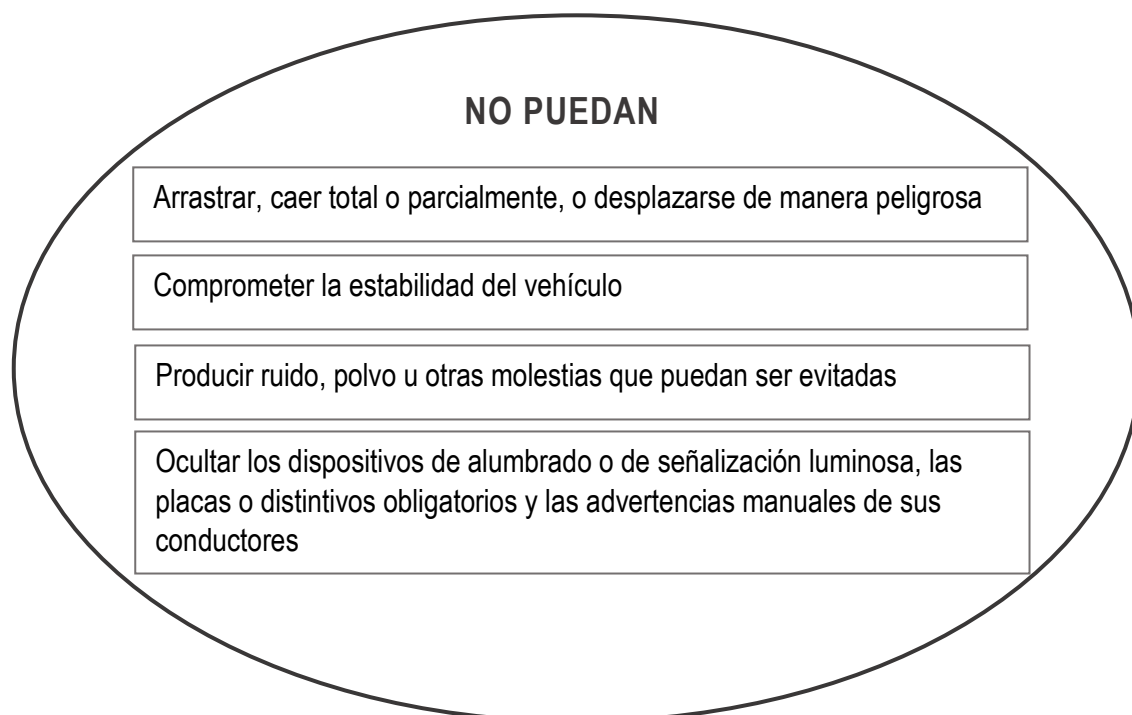 NO PUEDAN
Arrastrar, caer total o parcialmente, o desplazarse de manera peligrosa
Comprometer la estabilidad del vehículo
Producir ruido, polvo u otras molestias que puedan ser evitadas
Ocultar los dispositivos de alumbrado o de señalización luminosa, las
placas o distintivos obligatorios y las advertencias manuales de sus
conductores